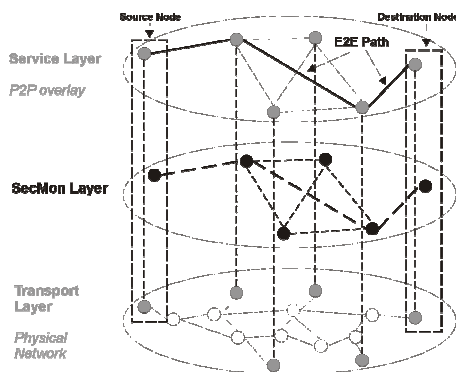 Source Node
Destination Node
E2E Path
Service Layer
P2P overlay
SecMon Layer
Transport
Layer
Physical
Network